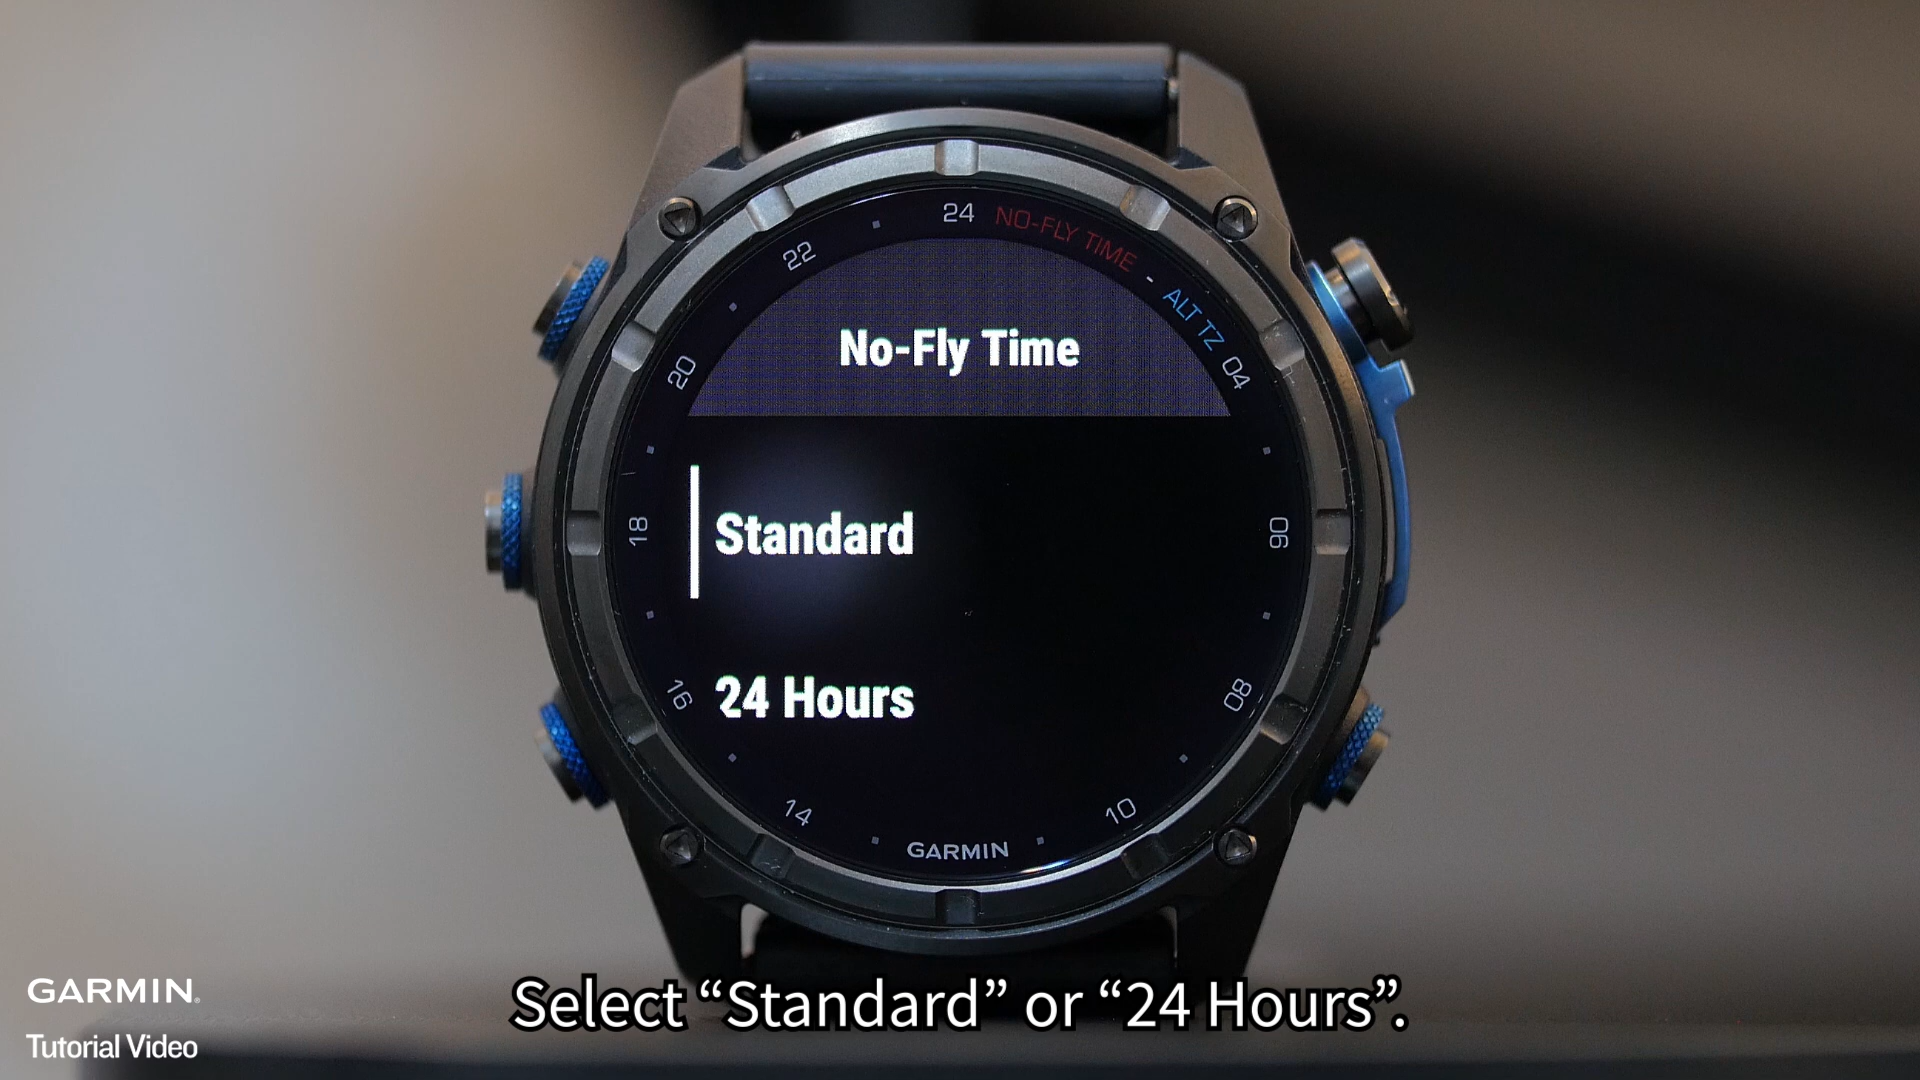 24 NO-FLY TIME - ALT TZ
22
20
04
No-Fly Time
Standard
18
06
24 Hours
16
08
14
10
GARMIN
Select “Standard” or “24 Hours”.
GARMIN®
Tutorial Video